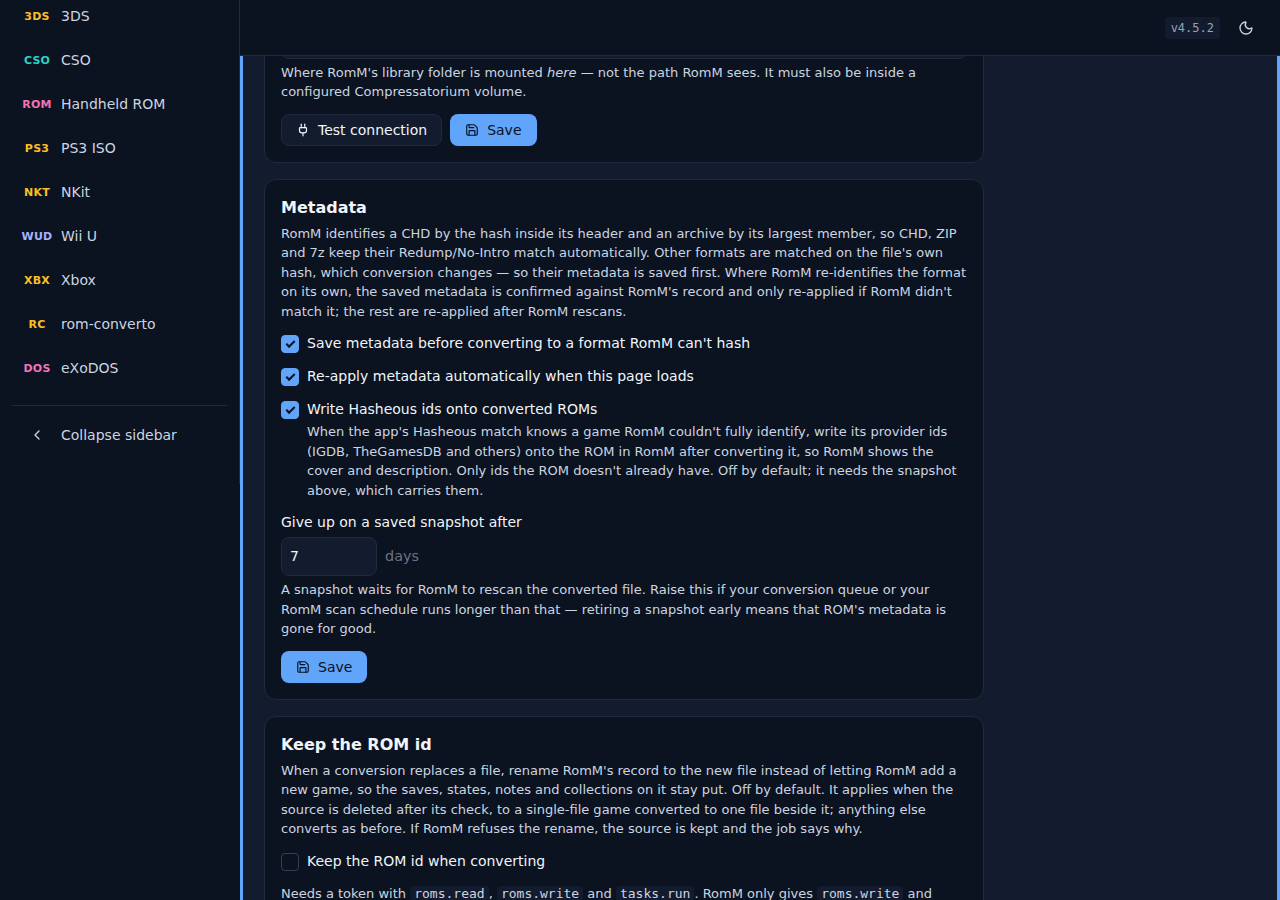 3DS 3DS
CSO CSO
ROM Handheld ROM
PS3 PS3 ISO
NKT NKit
WUD Wii U
XBX Xbox
RC rom-converto
DOS eXoDOS
Collapse sidebar
v4.5.2
Where RomM's library folder is mounted here — not the path RomM sees. It must also be inside a
configured Compressatorium volume.
Test connection Save
Metadata
RomM identifies a CHD by the hash inside its header and an archive by its largest member, so CHD, ZIP
and 7z keep their Redump/No-Intro match automatically. Other formats are matched on the file's own
hash, which conversion changes — so their metadata is saved first. Where RomM re-identifies the format
on its own, the saved metadata is confirmed against RomM's record and only re-applied if RomM didn't
match it; the rest are re-applied after RomM rescans.
Save metadata before converting to a format RomM can't hash
Re-apply metadata automatically when this page loads
Write Hasheous ids onto converted ROMs
When the app's Hasheous match knows a game RomM couldn't fully identify, write its provider ids
(IGDB, TheGamesDB and others) onto the ROM in RomM after converting it, so RomM shows the
cover and description. Only ids the ROM doesn't already have. Off by default; it needs the snapshot
above, which carries them.
Give up on a saved snapshot after
7 days
A snapshot waits for RomM to rescan the converted file. Raise this if your conversion queue or your
RomM scan schedule runs longer than that — retiring a snapshot early means that ROM's metadata is
gone for good.
Save
Keep the ROM id
When a conversion replaces a file, rename RomM's record to the new file instead of letting RomM add a
new game, so the saves, states, notes and collections on it stay put. Off by default. It applies when the
source is deleted after its check, to a single-file game converted to one file beside it; anything else
converts as before. If RomM refuses the rename, the source is kept and the job says why.
Keep the ROM id when converting
Needs a token with roms.read, roms.write and tasks.run. RomM only gives roms.write and